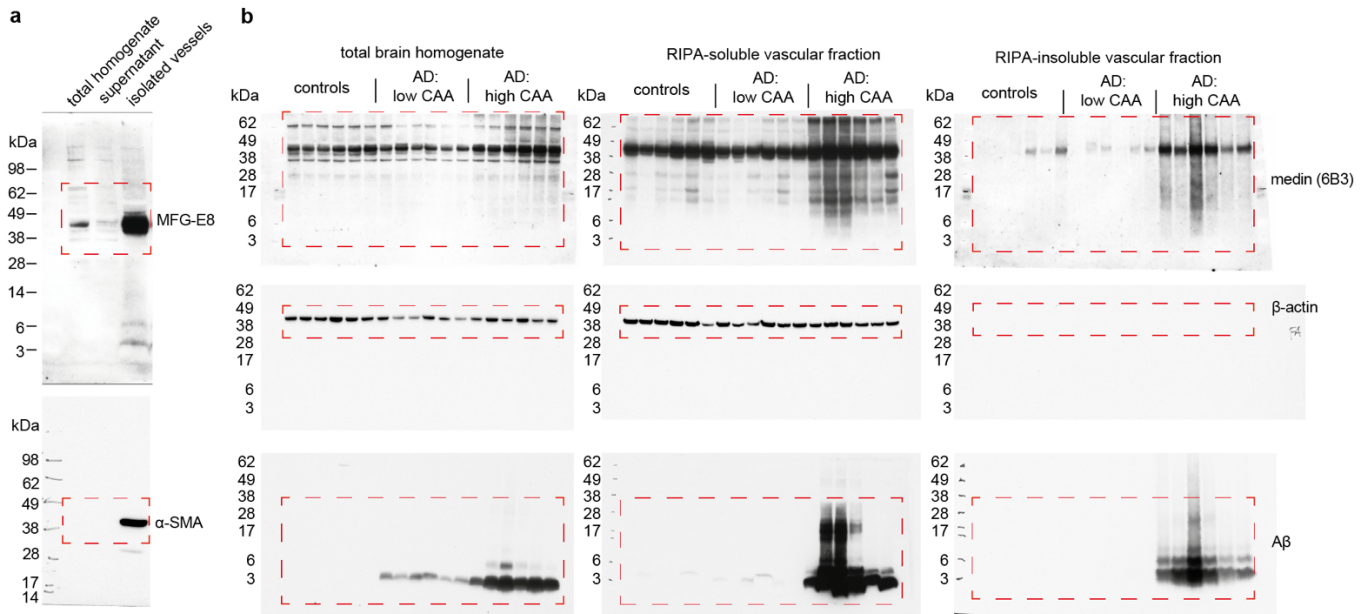 a
total homogenate
supernatant
isolated vessels
kDa
98
62
49
38
28
14
6
3
MFG-E8
kDa
98
62
49
38
28
17
14
α-SMA
b
total brain homogenate
RIPA-soluble vascular fraction
RIPA-insoluble vascular fraction
kDa
controls
AD:
low CAA
AD:
high CAA
62
49
38
28
17
6
3
kDa
controls
AD:
low CAA
AD:
high CAA
62
49
38
28
17
6
3
kDa
controls
AD:
low CAA
AD:
high CAA
62
49
38
28
17
6
3
medin (6B3)
62
49
38
28
17
6
3
62
49
38
28
17
6
3
62
49
38
28
17
6
3
β-actin
62
49
38
28
17
6
3
62
49
38
28
17
6
3
62
49
38
28
17
6
3
Aβ